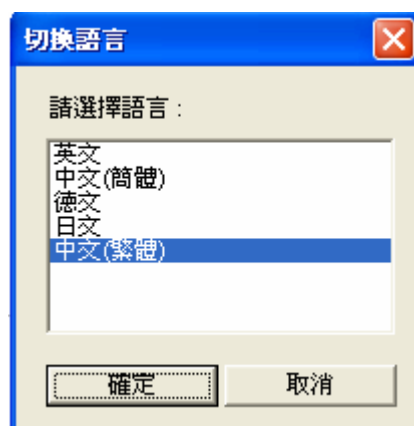 切換語言
請選擇語言：
英文
中文(簡體)
德文
日文
中文(繁體)
確定
取消